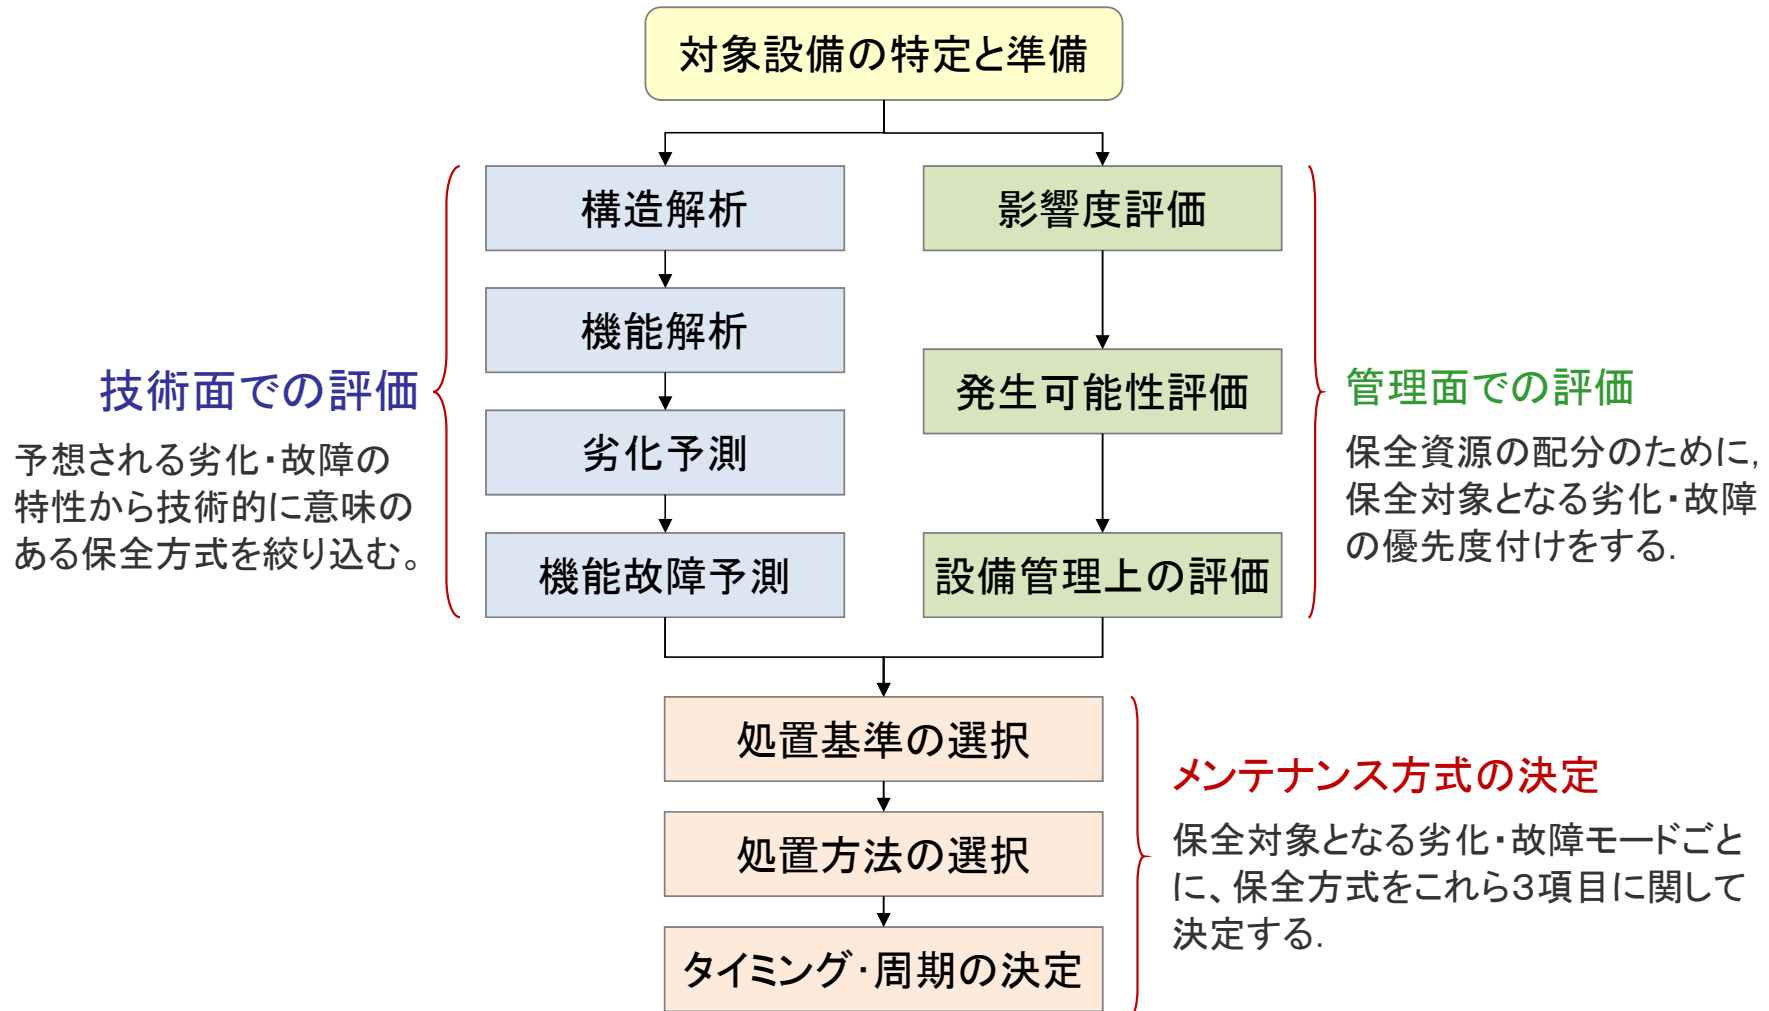 対象設備の特定と準備
構造解析
機能解析
劣化予測
機能故障予測
影響度評価
発生可能性評価
設備管理上の評価
技術面での評価
予想される劣化・故障の
特性から技術的に意味の
ある保全方式を絞り込む。
管理面での評価
保全資源の配分のために,
保全対象となる劣化・故障
の優先度付けをする.
処置基準の選択
処置方法の選択
タイミング・周期の決定
メンテナンス方式の決定
保全対象となる劣化・故障モードごと
に、保全方式をこれら３項目に関して
決定する.